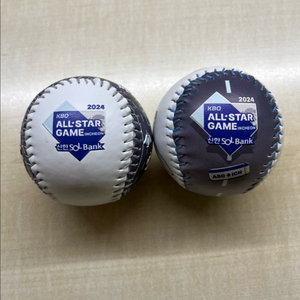 2024
KBO
ALL★STAR
GAME INCHEON
신한 SOL Bank
2024
KBO
ALL★STAR
GAME INCHEON
신한 SOL Bank